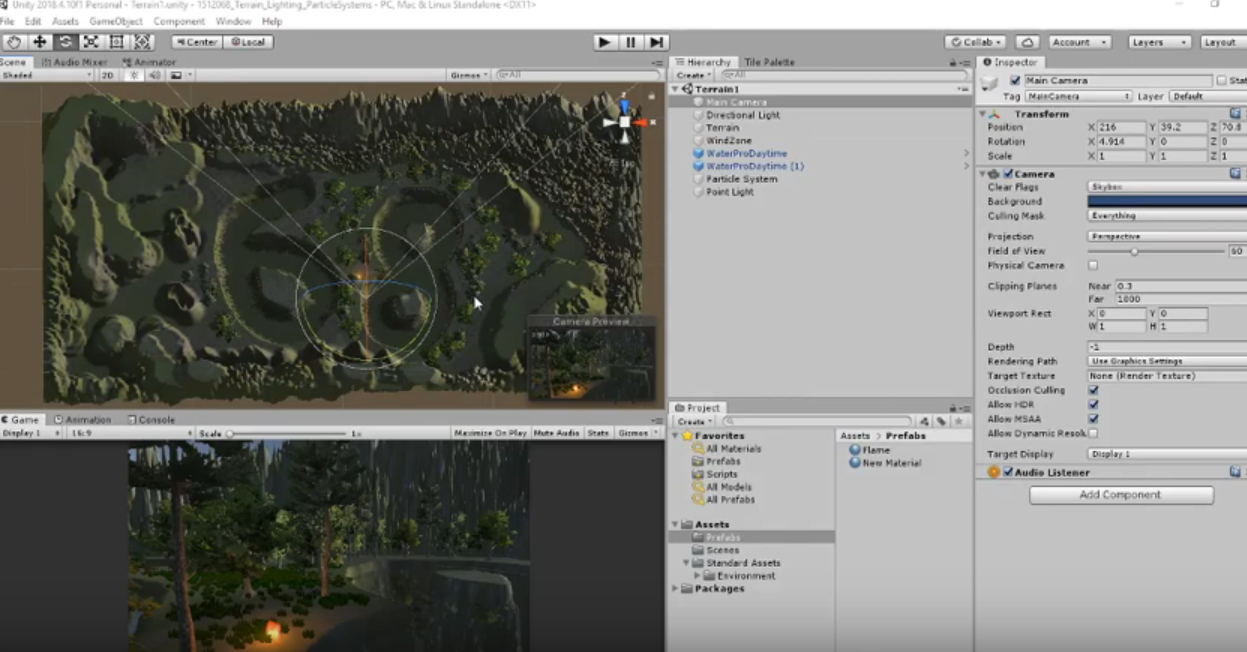 Unity 2018.4.10f1 Personal - Terrain1.unity - 1512068_Terrain_Lighting_ParticleSystems - PC, Mac & Linux Standalone <DX11>
File Edit Assets GameObject Component Window Help
Center Local Collab Account Layers Layout
Scene Audio Mixer Animator
Shaded 2D Gizmos All
Camera Preview
Game Animation Console
Display 1 16:9 Scale 1x Maximize On Play Mute Audio Stats Gizmos
Hierarchy Tile Palette
Create All
Terrain1
Main Camera
Directional Light
Terrain
WindZone
WaterProDaytime
WaterProDaytime (1)
Particle System
Point Light
Project
Create
Favorites
All Materials
Prefabs
Scripts
All Models
All Prefabs
Assets
Prefabs
Scenes
Standard Assets
Environment
Packages
Assets > Prefabs
Flame
New Material
Inspector
Main Camera Stat
Tag MainCamera Layer Default
Transform
Position X 216 Y 39.2 Z 70.8
Rotation X 4.914 Y 0 Z 0
Scale X 1 Y 1 Z 1
Camera
Clear Flags Skybox
Background
Culling Mask Everything
Projection Perspective
Field of View 60
Physical Camera
Clipping Planes Near 0.3
Far 1000
Viewport Rect X 0 Y 0
W 1 H 1
Depth -1
Rendering Path Use Graphics Settings
Target Texture None (Render Texture)
Occlusion Culling
Allow HDR
Allow MSAA
Allow Dynamic Resolu
Target Display Display 1
Audio Listener
Add Component